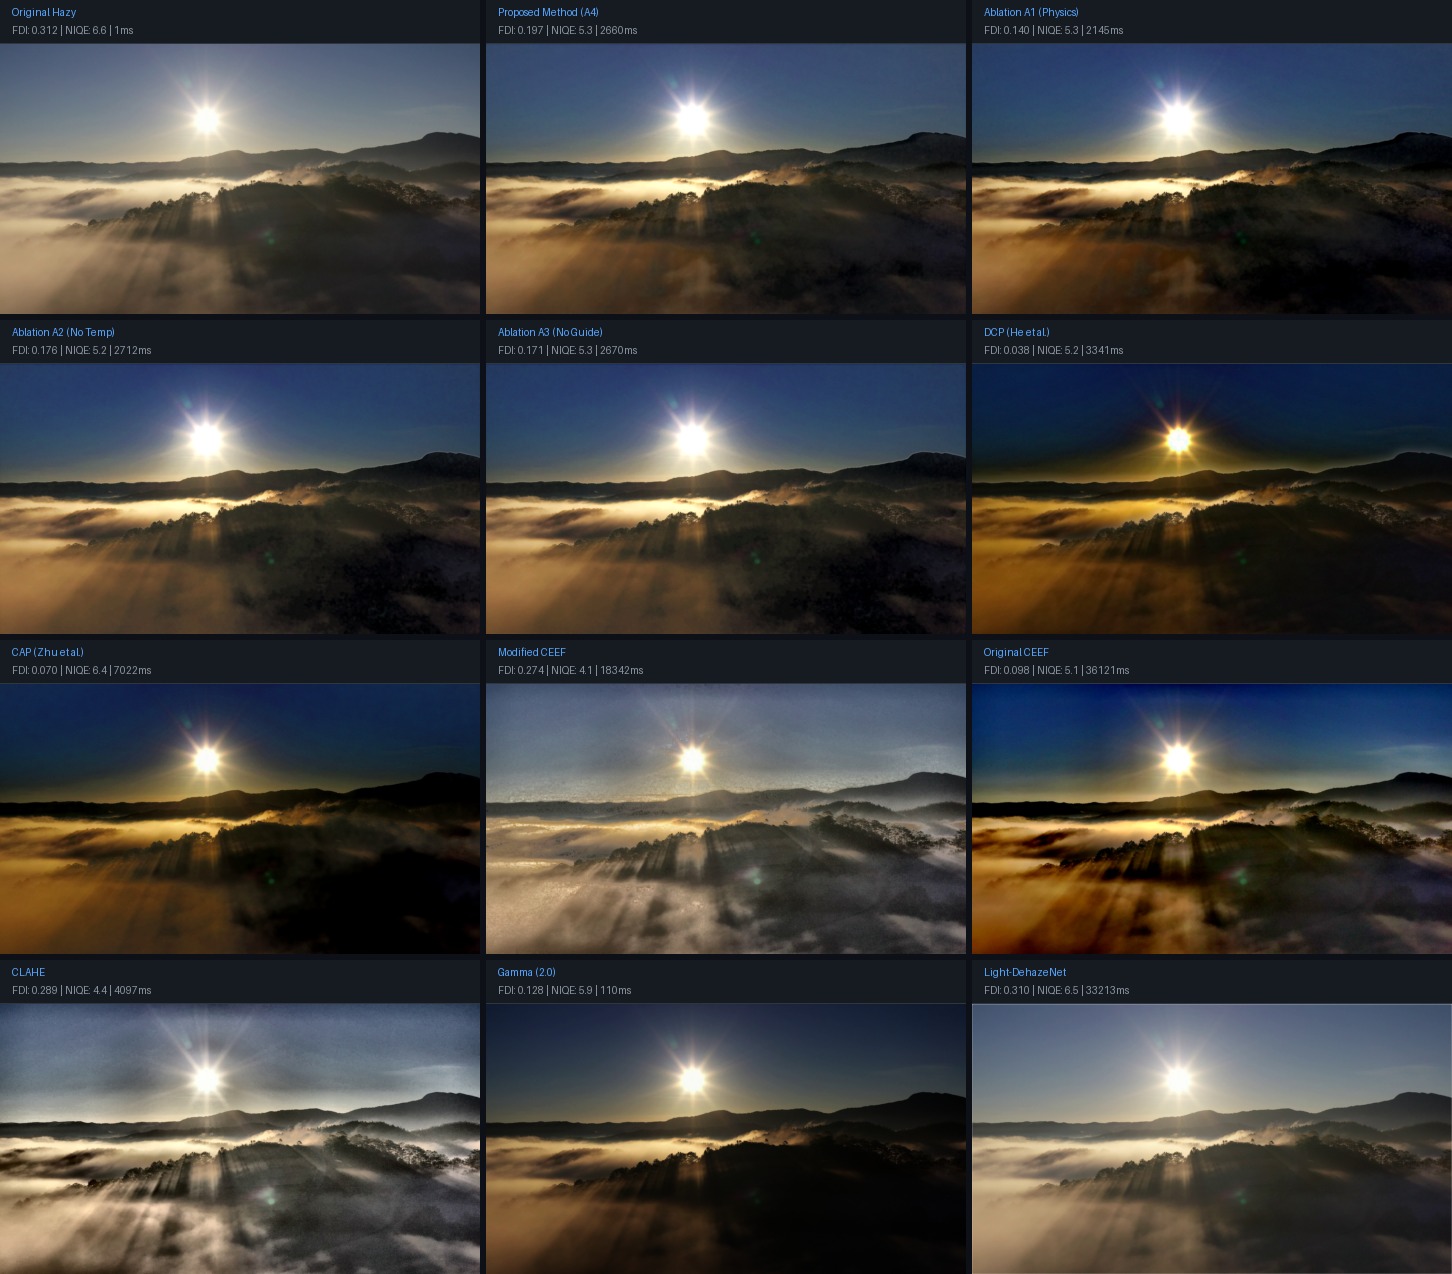 Original Hazy
FDI: 0.312 | NIQE: 6.6 | 1ms
Proposed Method (A4)
FDI: 0.197 | NIQE: 5.3 | 2660ms
Ablation A1 (Physics)
FDI: 0.140 | NIQE: 5.3 | 2145ms
Ablation A2 (No Temp)
FDI: 0.176 | NIQE: 5.2 | 2712ms
Ablation A3 (No Guide)
FDI: 0.171 | NIQE: 5.3 | 2670ms
DCP (He et al.)
FDI: 0.038 | NIQE: 5.2 | 3341ms
CAP (Zhu et al.)
FDI: 0.070 | NIQE: 6.4 | 7022ms
Modified CEEF
FDI: 0.274 | NIQE: 4.1 | 18342ms
Original CEEF
FDI: 0.098 | NIQE: 5.1 | 36121ms
CLAHE
FDI: 0.289 | NIQE: 4.4 | 4097ms
Gamma (2.0)
FDI: 0.128 | NIQE: 5.9 | 110ms
Light-DehazeNet
FDI: 0.310 | NIQE: 6.5 | 33213ms